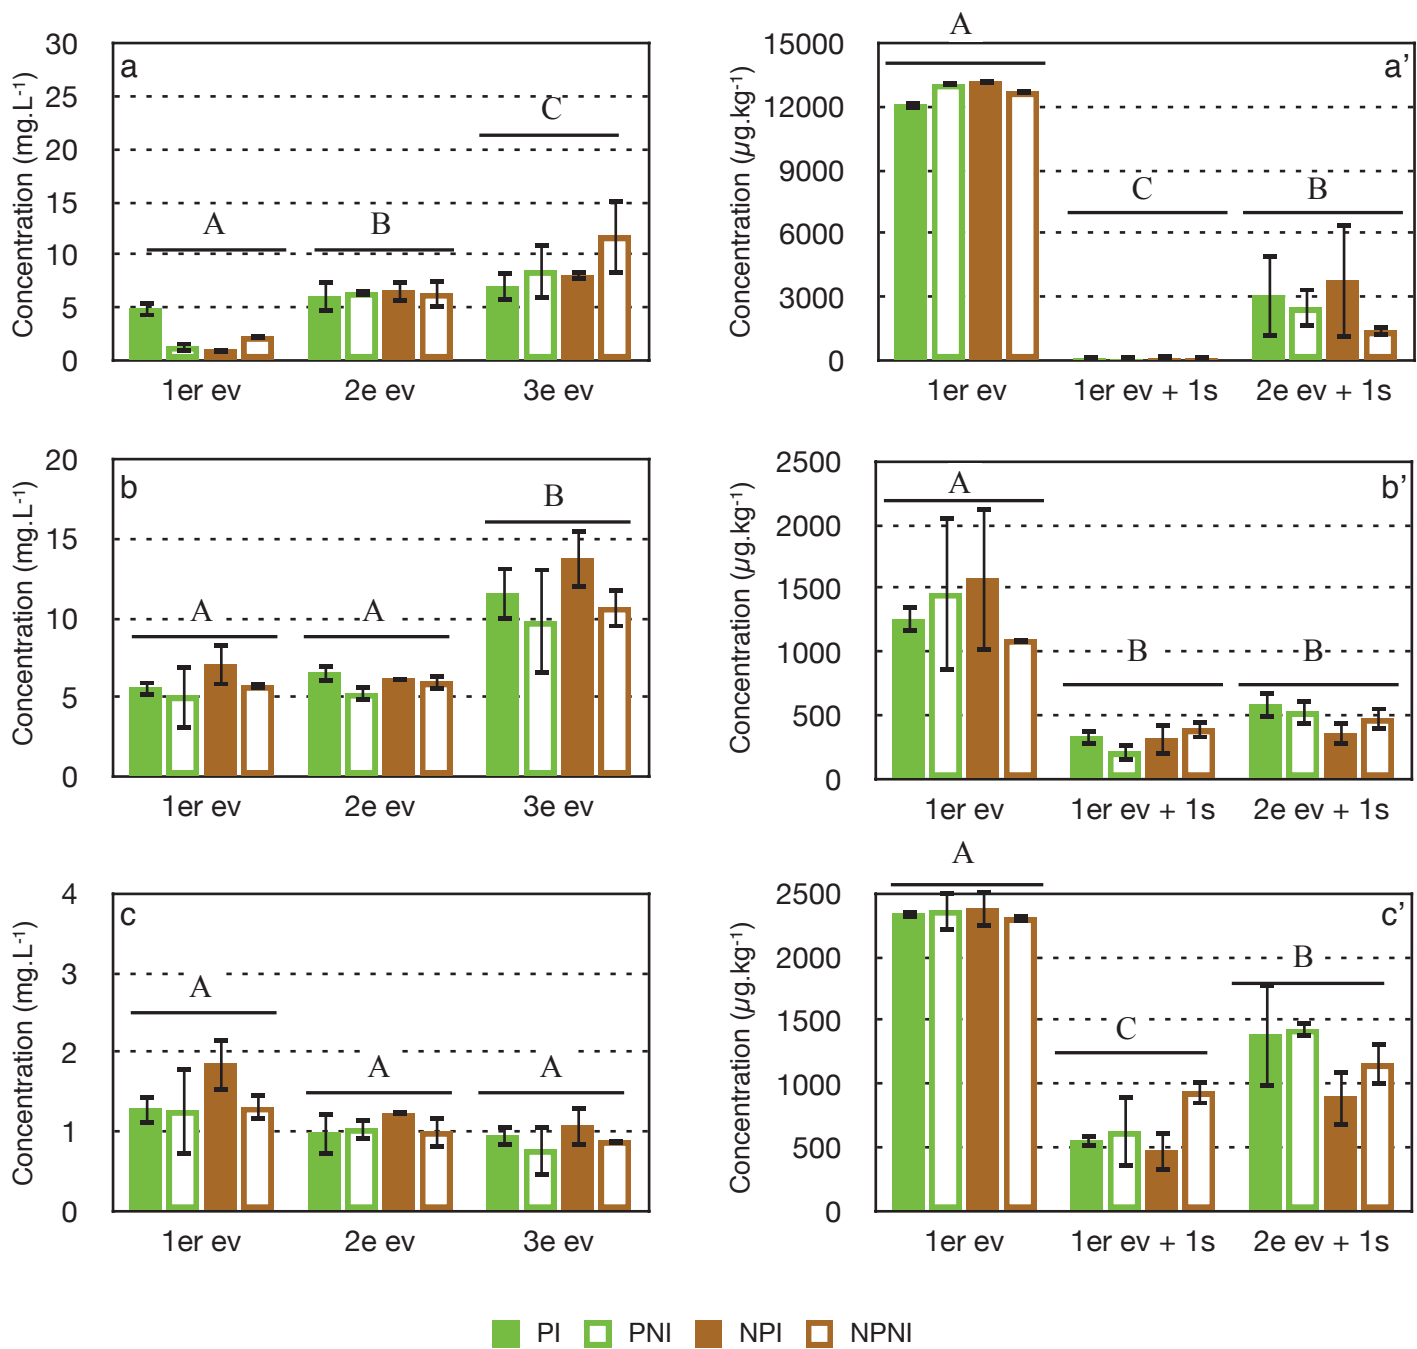 a
Concentration (mg.L⁻¹)
30
25
20
15
10
5
0
A
B
C
1er ev
2e ev
3e ev
a’
Concentration (µg.kg⁻¹)
15000
12000
9000
6000
3000
0
A
C
B
1er ev
1er ev + 1s
2e ev + 1s
b
Concentration (mg.L⁻¹)
20
15
10
5
0
A
A
B
1er ev
2e ev
3e ev
b’
Concentration (µg.kg⁻¹)
2500
2000
1500
1000
500
0
A
B
B
1er ev
1er ev + 1s
2e ev + 1s
c
Concentration (mg.L⁻¹)
4
3
2
1
0
A
A
A
1er ev
2e ev
3e ev
c’
Concentration (µg.kg⁻¹)
2500
2000
1500
1000
500
0
A
C
B
1er ev
1er ev + 1s
2e ev + 1s
PI PNI NPI NPNI